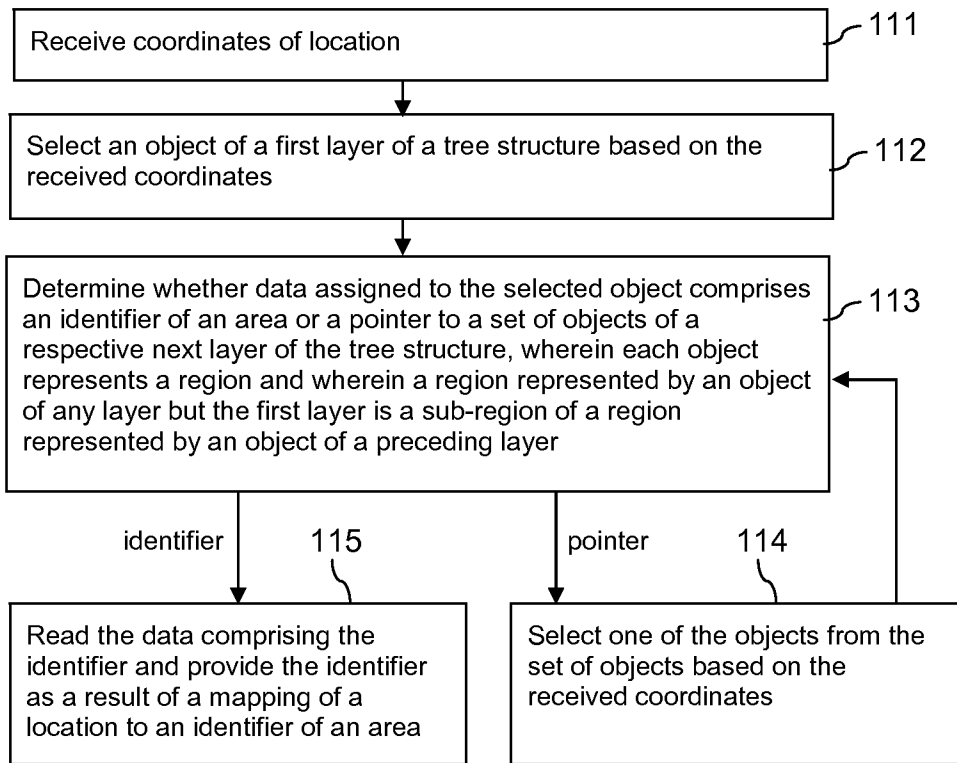 Receive coordinates of location
111
Select an object of a first layer of a tree structure based on the
received coordinates
112
Determine whether data assigned to the selected object comprises
an identifier of an area or a pointer to a set of objects of a
respective next layer of the tree structure, wherein each object
represents a region and wherein a region represented by an object
of any layer but the first layer is a sub-region of a region
represented by an object of a preceding layer
113
identifier
115
pointer
114
Read the data comprising the
identifier and provide the identifier
as a result of a mapping of a
location to an identifier of an area
Select one of the objects from the
set of objects based on the
received coordinates